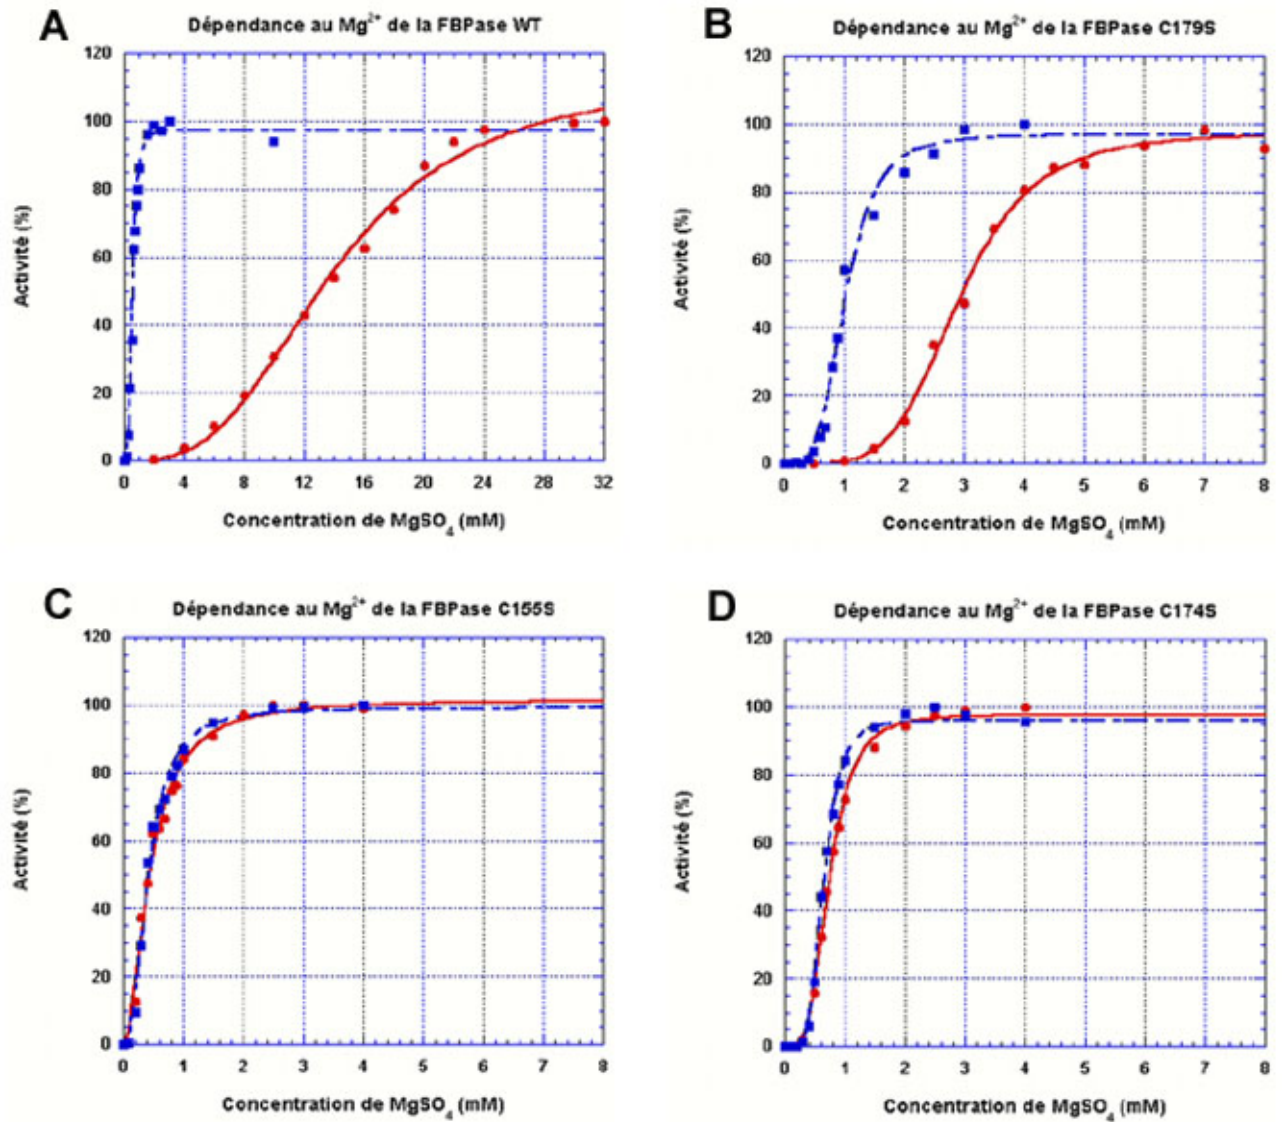 A
Dépendance au Mg²⁺ de la FBPase WT
120
100
80
60
40
20
0
Activité (%)
0 4 8 12 16 20 24 28 32
Concentration de MgSO₄ (mM)
B
Dépendance au Mg²⁺ de la FBPase C179S
120
100
80
60
40
20
0
Activité (%)
0 1 2 3 4 5 6 7 8
Concentration de MgSO₄ (mM)
C
Dépendance au Mg²⁺ de la FBPase C155S
120
100
80
60
40
20
0
Activité (%)
0 1 2 3 4 5 6 7 8
Concentration de MgSO₄ (mM)
D
Dépendance au Mg²⁺ de la FBPase C174S
120
100
80
60
40
20
0
Activité (%)
0 1 2 3 4 5 6 7 8
Concentration de MgSO₄ (mM)